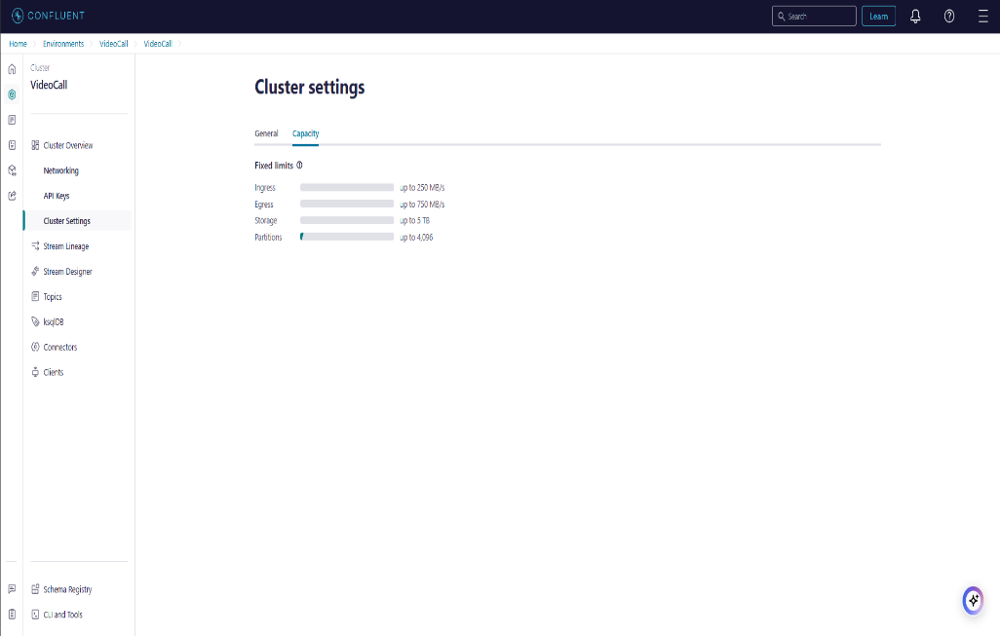 CONFLUENT
Search
Learn
Home
Environments
VideoCall
VideoCall
Cluster
VideoCall
Cluster Overview
Networking
API Keys
Cluster Settings
Stream Lineage
Stream Designer
Topics
ksqlDB
Connectors
Clients
Schema Registry
CLI and Tools
Cluster settings
General Capacity
Fixed limits
Ingress up to 250 MB/s
Egress up to 750 MB/s
Storage up to 5 TB
Partitions up to 4,096